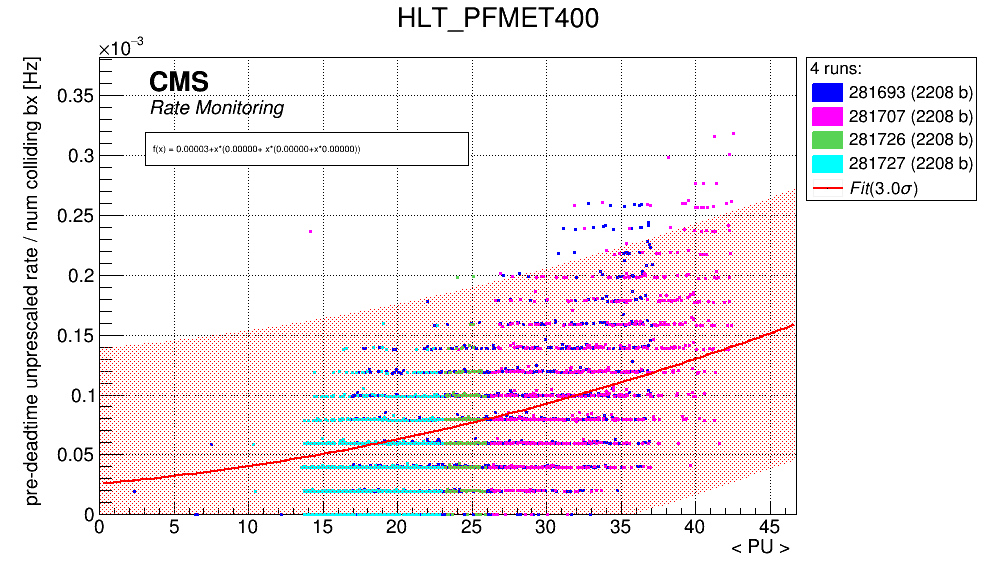 HLT_PFMET400
×10⁻³
pre-deadtime unprescaled rate / num colliding bx [Hz]
0.35
0.3
0.25
0.2
0.15
0.1
0.05
0
CMS
Rate Monitoring
f(x) = 0.00003+x*(0.00000+ x*(0.00000+x*0.00000))
0 5 10 15 20 25 30 35 40 45
< PU >
4 runs:
281693 (2208 b)
281707 (2208 b)
281726 (2208 b)
281727 (2208 b)
Fit(3.0σ)